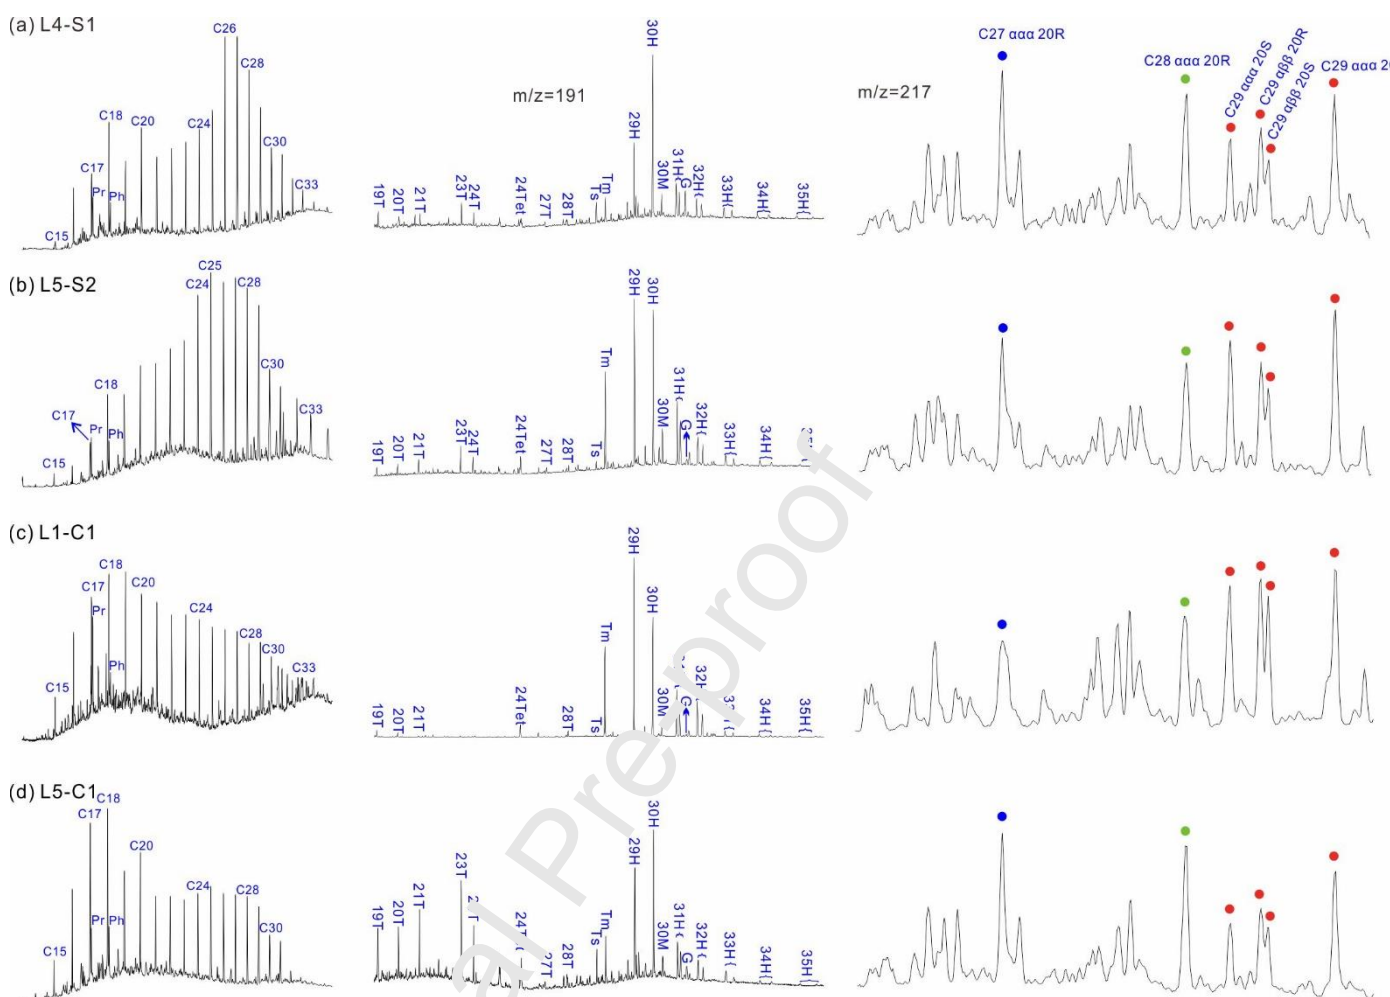 (a) L4-S1
C15
C17
Pr
C18
Ph
C20
C24
C26
C28
C30
C33
m/z=191
19T
20T
21T
23T
24T
24Tet
27T
28T
Ts
Tm
29H
30H
30M
31H
G
32H
33H
34H
35H
m/z=217
C27 ααα 20R
C28 ααα 20R
C29 ααα 20S
C29 αββ 20R
C29 αββ 20S
C29 ααα
(b) L5-S2
C15
C17
Pr
C18
Ph
C24
C25
C28
C30
C33
19T
20T
21T
23T
24T
24Tet
27T
28T
Ts
Tm
29H
30H
30M
31H
G
32H
33H
34H
(c) L1-C1
C15
C17
Pr
C18
Ph
C20
C24
C28
C30
C33
19T
20T
21T
24Tet
28T
Ts
Tm
29H
30H
30M
G
32H
34H
35H
(d) L5-C1
C15
C17
Pr
C18
Ph
C20
C24
C28
C30
19T
20T
21T
23T
27T
28T
Ts
Tm
29H
30H
30M
31H
G
32H
33H
34H
35H
al Pre-proof